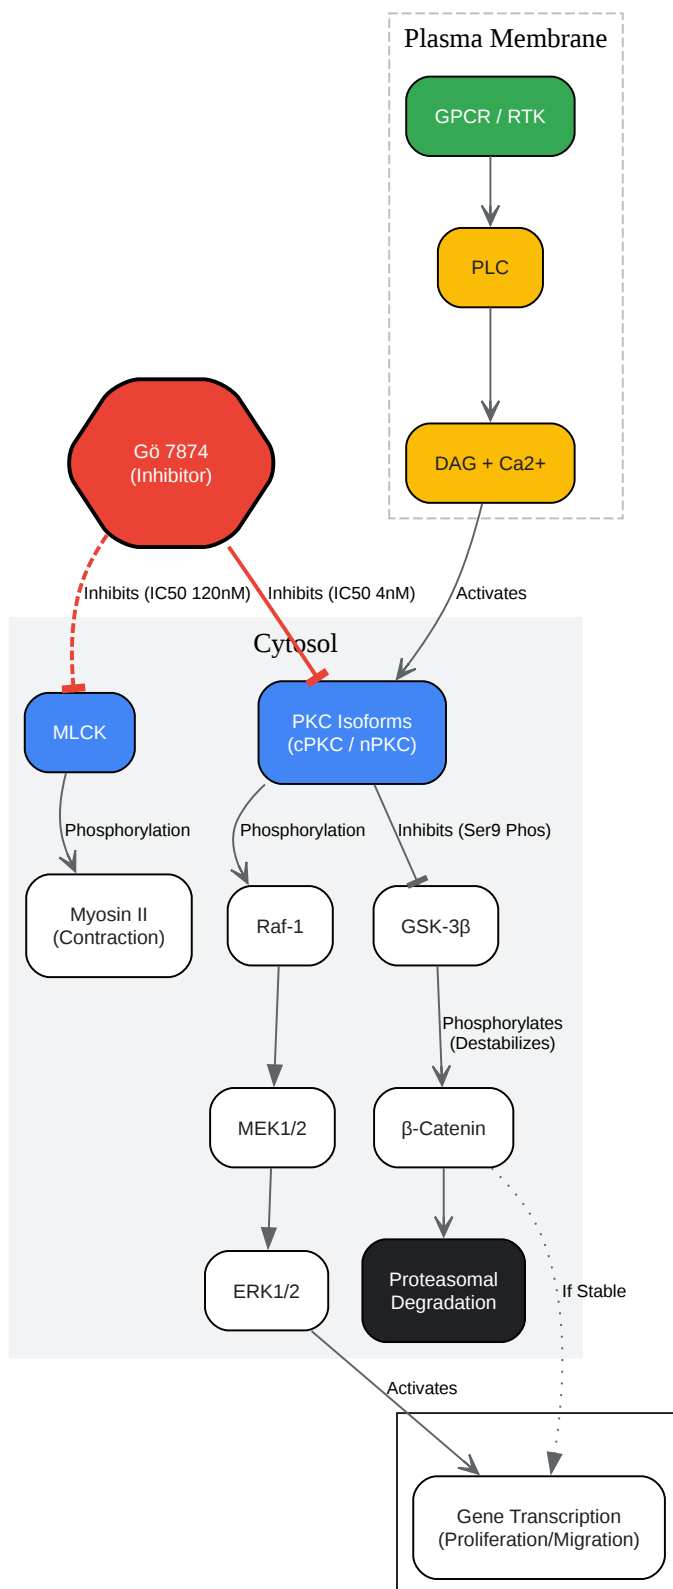 Plasma Membrane
GPCR / RTK
PLC
DAG + Ca2+
Gö 7874
(Inhibitor)
Inhibits (IC50 120nM)
Inhibits (IC50 4nM)
Activates
Cytosol
MLCK
PKC Isoforms
(cPKC / nPKC)
Phosphorylation
Phosphorylation
Inhibits (Ser9 Phos)
Myosin II
(Contraction)
Raf-1
GSK-3β
Phosphorylates
(Destabilizes)
MEK1/2
β-Catenin
ERK1/2
Proteasomal
Degradation
If Stable
Activates
Gene Transcription
(Proliferation/Migration)